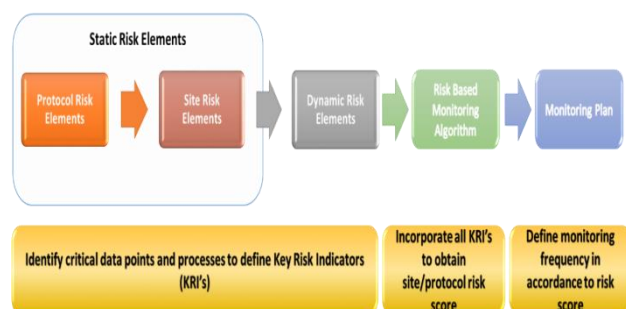 Static Risk Elements
Protocol Risk
Elements
Site Risk
Elements
Dynamic Risk
Elements
Risk Based
Monitoring
Algorithm
Monitoring Plan
Identify critical data points and processes to define Key Risk Indicators
(KRI's)
Incorporate all KRI's
to obtain
site/protocol risk
score
Define monitoring
frequency in
accordance to risk
score